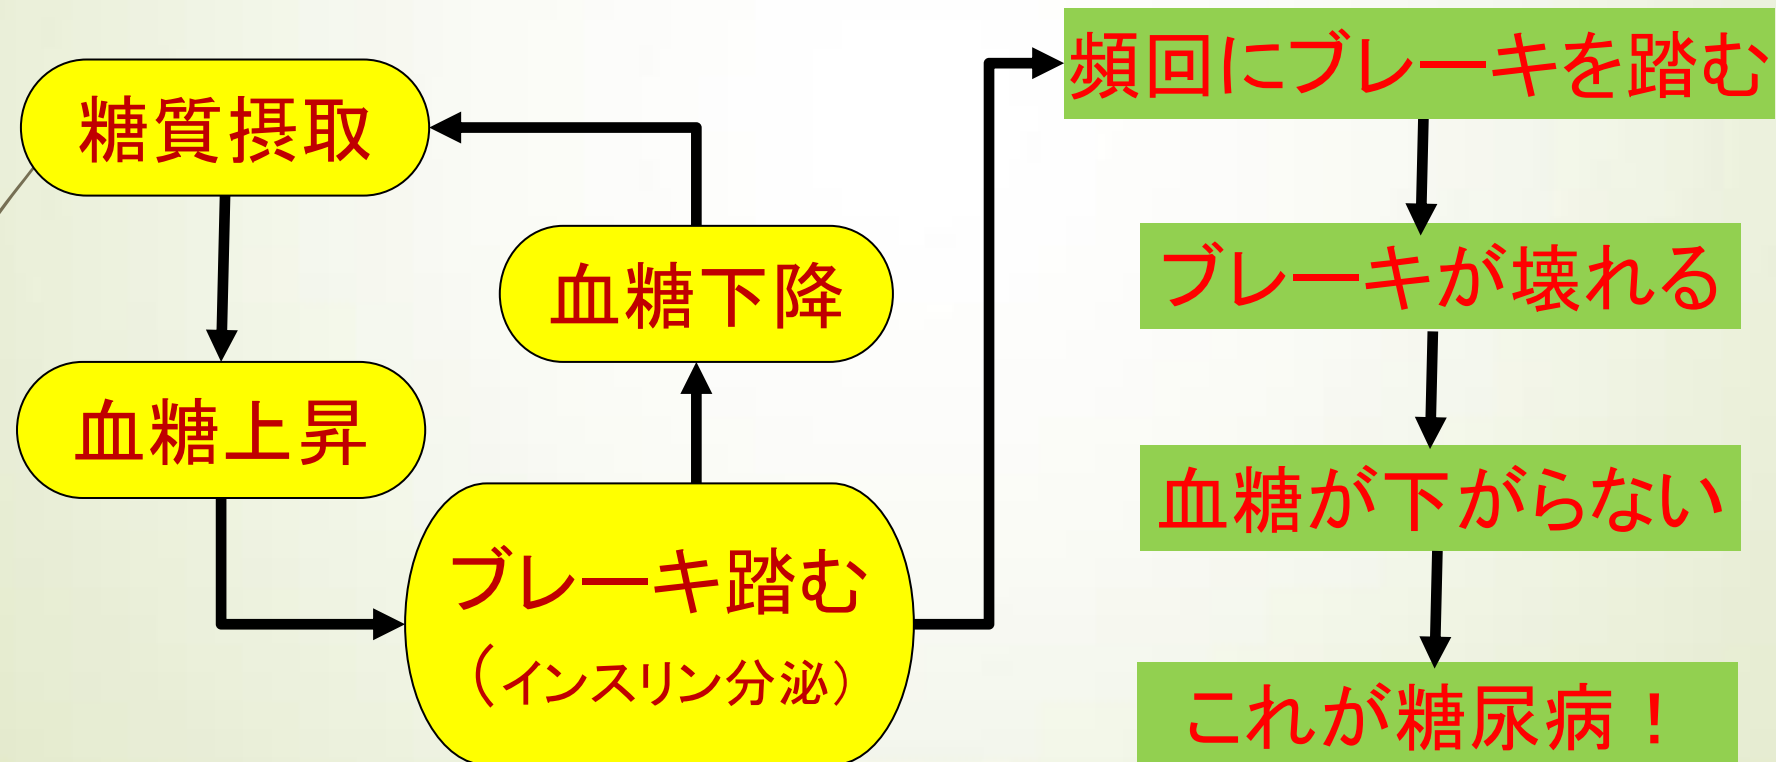 糖質摂取
血糖上昇
ブレーキ踏む
（インスリン分泌）
血糖下降
頻回にブレーキを踏む
ブレーキが壊れる
血糖が下がらない
これが糖尿病！